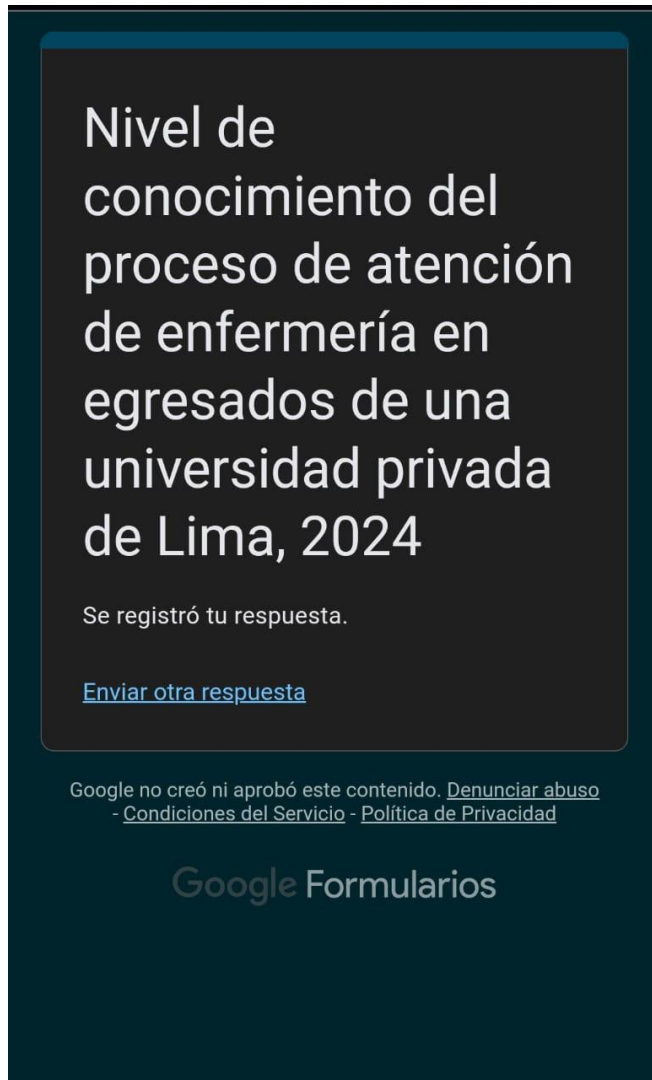 Nivel de
conocimiento del
proceso de atención
de enfermería en
egresados de una
universidad privada
de Lima, 2024
Se registró tu respuesta.
Enviar otra respuesta
Google no creó ni aprobó este contenido. Denunciar abuso
- Condiciones del Servicio - Política de Privacidad
Google Formularios